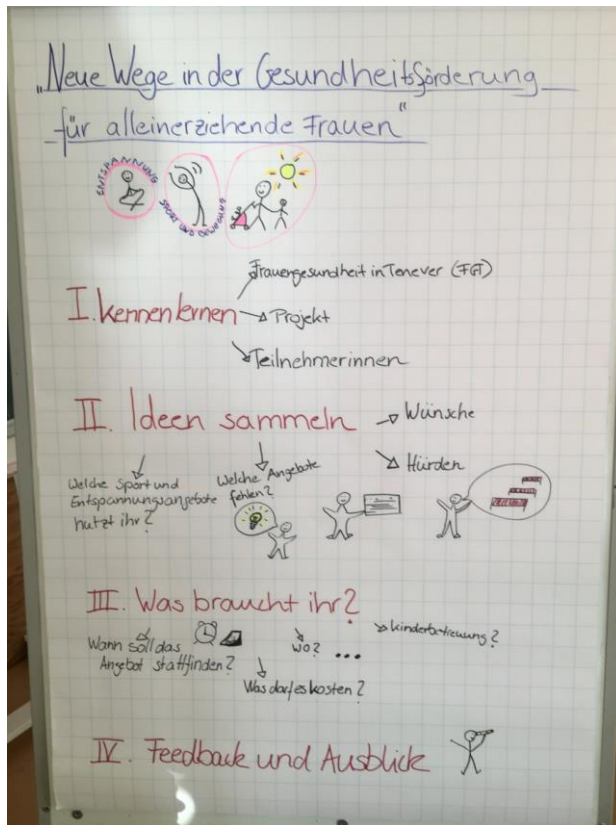 „Neue Wege in der Gesundheitsförderung
für alleinerziehende Frauen“
ENTSPANNUNG
SPORT UND BEWEGUNG
I. kennenlernen
Frauengesundheit in Tenever (FGT)
Projekt
Teilnehmerinnen
II. Ideen sammeln
Wünsche
Hürden
Welche Sport und
Entspannungsangebote
nutzt ihr?
Welche Angebote
fehlen?
III. Was braucht ihr?
Wann soll das
Angebot stattfinden?
Wo? ...
kinderbetreuung?
Was darf es kosten?
IV. Feedback und Ausblick